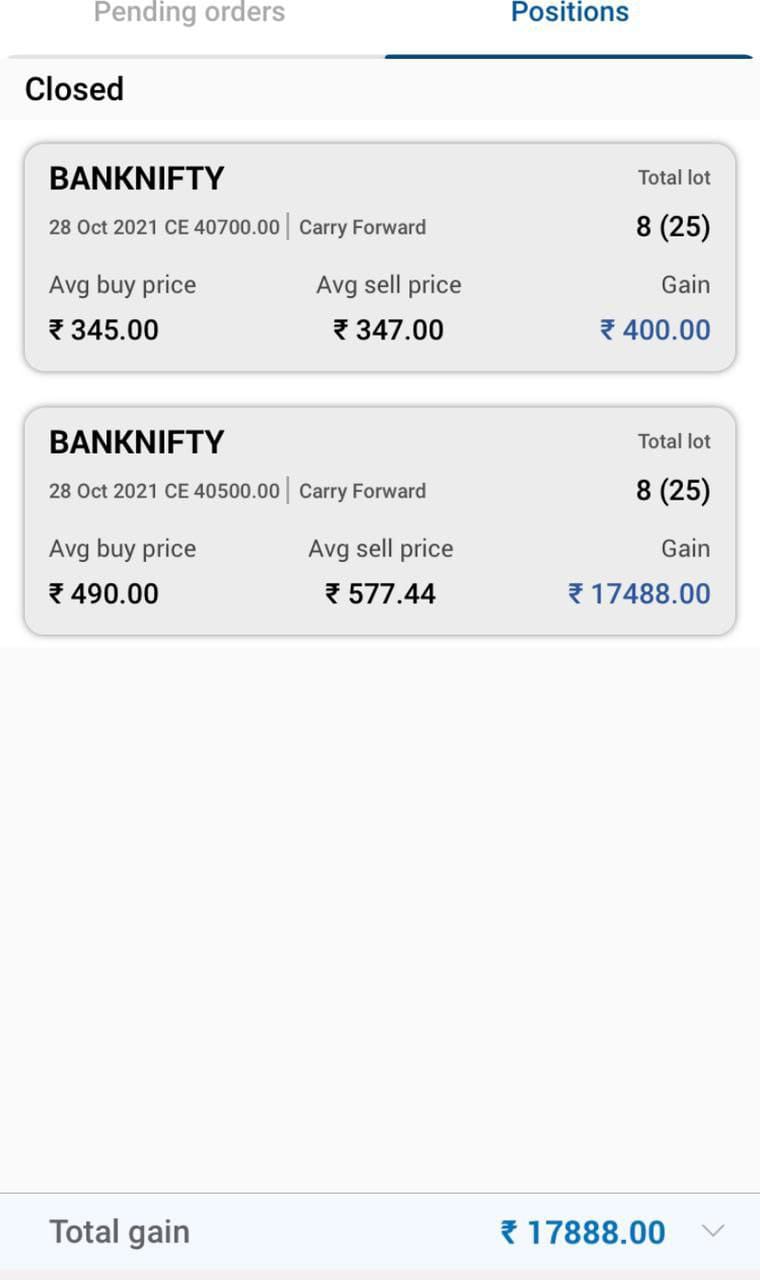 Pending orders Positions
Closed
BANKNIFTY Total lot
28 Oct 2021 CE 40700.00 | Carry Forward 8 (25)
Avg buy price Avg sell price Gain
₹ 345.00 ₹ 347.00 ₹ 400.00
BANKNIFTY Total lot
28 Oct 2021 CE 40500.00 | Carry Forward 8 (25)
Avg buy price Avg sell price Gain
₹ 490.00 ₹ 577.44 ₹ 17488.00
Total gain ₹ 17888.00